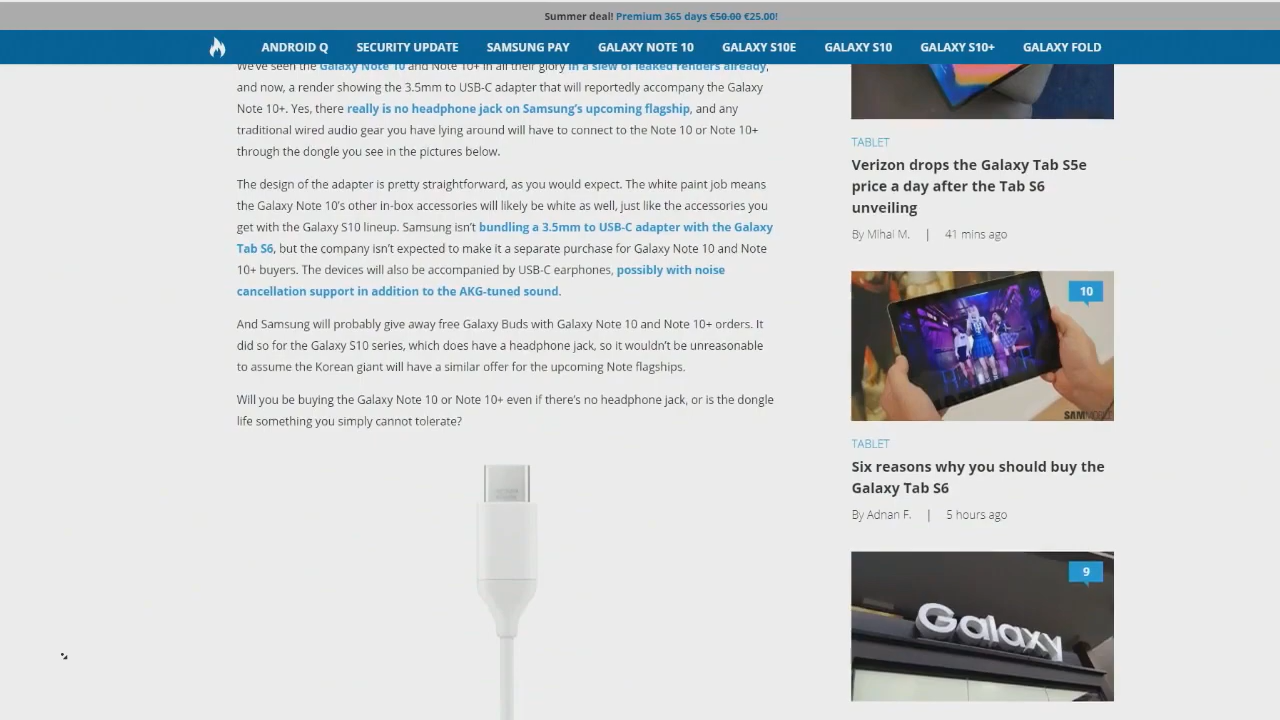 Summer deal! Premium 365 days €50.00 €25.00!
ANDROID Q SECURITY UPDATE SAMSUNG PAY GALAXY NOTE 10 GALAXY S10E GALAXY S10 GALAXY S10+ GALAXY FOLD
We've seen the Galaxy Note 10 and Note 10+ in all their glory in a slew of leaked renders already,
and now, a render showing the 3.5mm to USB-C adapter that will reportedly accompany the Galaxy
Note 10+. Yes, there really is no headphone jack on Samsung's upcoming flagship, and any
traditional wired audio gear you have lying around will have to connect to the Note 10 or Note 10+
through the dongle you see in the pictures below.
The design of the adapter is pretty straightforward, as you would expect. The white paint job means
the Galaxy Note 10's other in-box accessories will likely be white as well, just like the accessories you
get with the Galaxy S10 lineup. Samsung isn't bundling a 3.5mm to USB-C adapter with the Galaxy
Tab S6, but the company isn't expected to make it a separate purchase for Galaxy Note 10 and Note
10+ buyers. The devices will also be accompanied by USB-C earphones, possibly with noise
cancellation support in addition to the AKG-tuned sound.
And Samsung will probably give away free Galaxy Buds with Galaxy Note 10 and Note 10+ orders. It
did so for the Galaxy S10 series, which does have a headphone jack, so it wouldn't be unreasonable
to assume the Korean giant will have a similar offer for the upcoming Note flagships.
Will you be buying the Galaxy Note 10 or Note 10+ even if there's no headphone jack, or is the dongle
life something you simply cannot tolerate?
TABLET
Verizon drops the Galaxy Tab S5e
price a day after the Tab S6
unveiling
By Mihai M. | 41 mins ago
10
SAMMOBILE
TABLET
Six reasons why you should buy the
Galaxy Tab S6
By Adnan F. | 5 hours ago
9
Galaxy